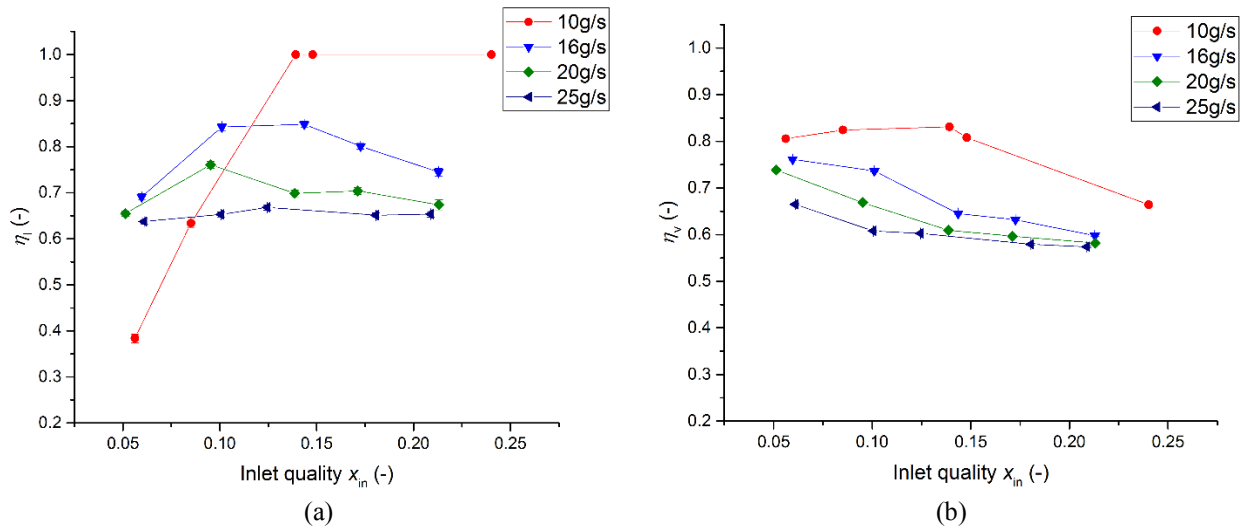 10g/s
16g/s
20g/s
25g/s
1.0
0.9
0.8
0.7
0.6
0.5
0.4
0.3
0.2
ηl (-)
0.05 0.10 0.15 0.20 0.25
Inlet quality xin (-)
(a)
10g/s
16g/s
20g/s
25g/s
1.0
0.9
0.8
0.7
0.6
0.5
0.4
0.3
0.2
ηv (-)
0.05 0.10 0.15 0.20 0.25
Inlet quality xin (-)
(b)